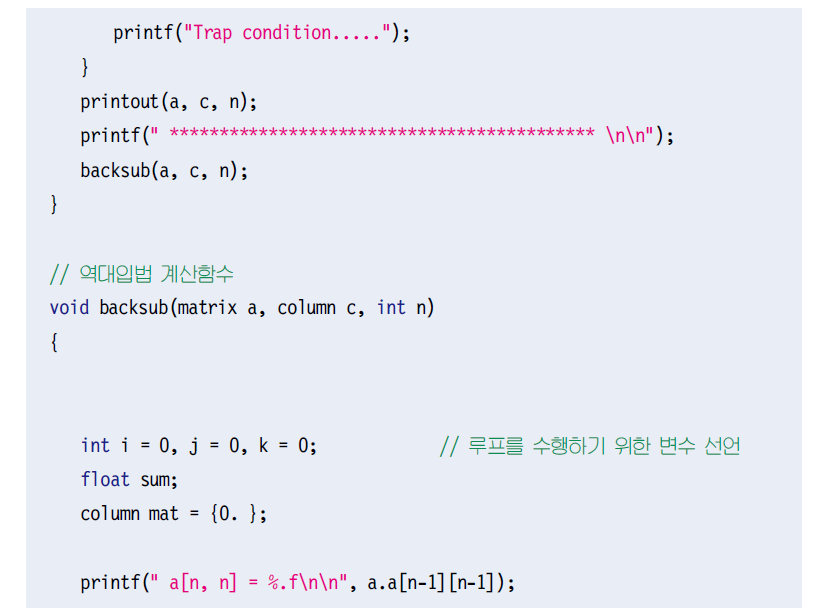 printf("Trap condition.....");
}
printout(a, c, n);
printf(" ******************************************* \n\n");
backsub(a, c, n);
}
// 역대입법 계산함수
void backsub(matrix a, column c, int n)
{
int i = 0, j = 0, k = 0; // 루프를 수행하기 위한 변수 선언
float sum;
column mat = {0. };
printf(" a[n, n] = %.f\n\n", a.a[n-1][n-1]);